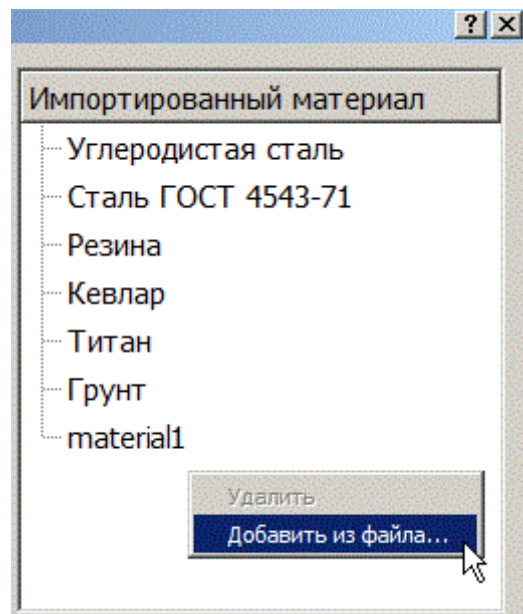 Импортированный материал
Углеродистая сталь
Сталь ГОСТ 4543-71
Резина
Кевлар
Титан
Грунт
material1
Удалить
Добавить из файла...